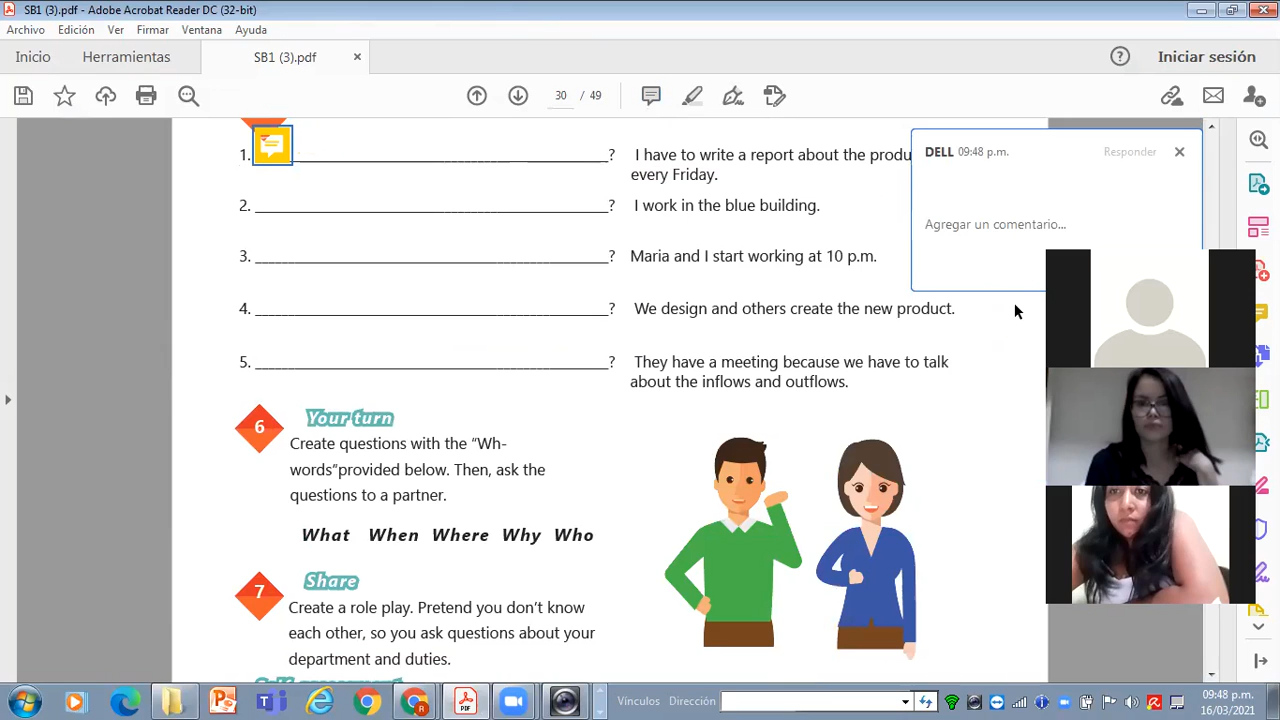 SB1 (3).pdf - Adobe Acrobat Reader DC (32-bit)
Archivo Edición Ver Firmar Ventana Ayuda
Inicio Herramientas SB1 (3).pdf × ? Iniciar sesión
30 / 49
1. ? I have to write a report about the produ
every Friday.
DELL 09:48 p.m. Responder
Agregar un comentario...
2. ? I work in the blue building.
3. ? Maria and I start working at 10 p.m.
4. ? We design and others create the new product.
5. ? They have a meeting because we have to talk
about the inflows and outflows.
6 Your turn
Create questions with the “Wh-
words”provided below. Then, ask the
questions to a partner.
What When Where Why Who
7 Share
Create a role play. Pretend you don’t know
each other, so you ask questions about your
department and duties.
Self-assessment
Vínculos Dirección
09:48 p.m.
16/03/2021